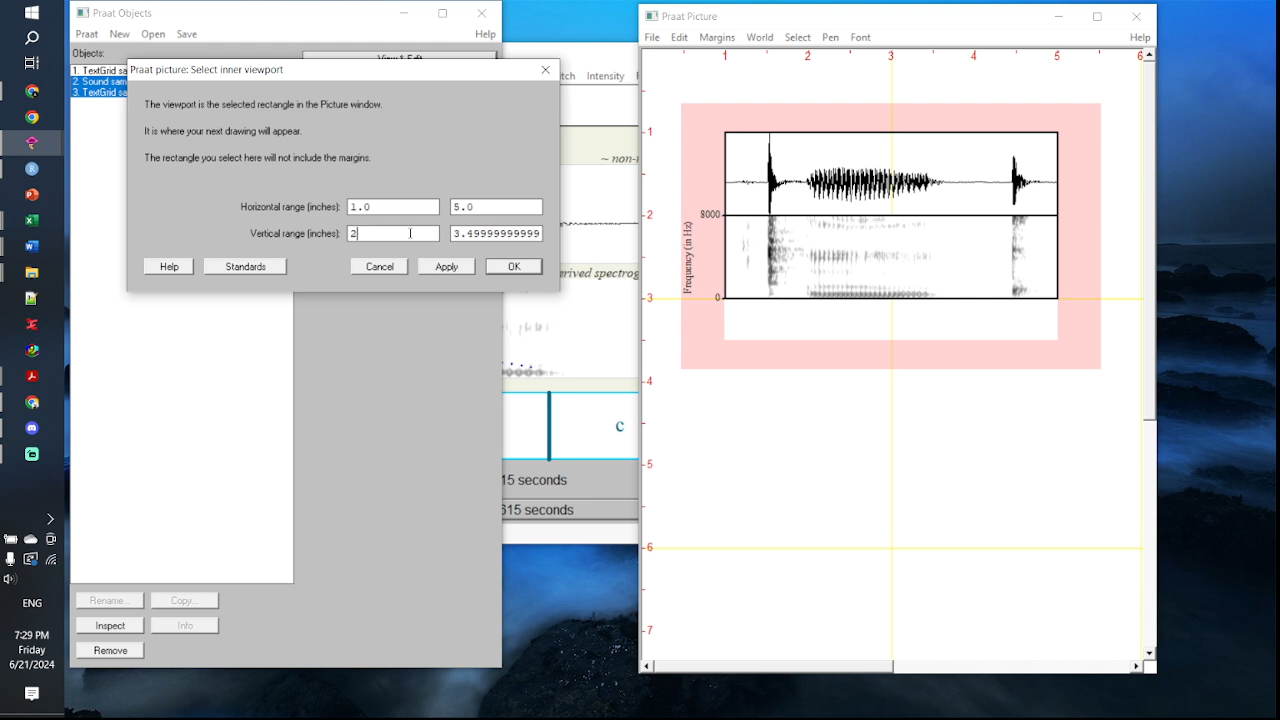 Praat Objects
Praat New Open Save Help
Objects:
1. TextGrid sa
2. Sound sam
3. TextGrid sa
View & Edit
Praat picture: Select inner viewport
The viewport is the selected rectangle in the Picture window.
It is where your next drawing will appear.
The rectangle you select here will not include the margins.
Horizontal range (inches): 1.0 5.0
Vertical range (inches): 2 3.49999999999
Help Standards Cancel Apply OK
Rename... Copy...
Inspect Info
Remove
tch Intensity
~ non-
rived spectrog
c
15 seconds
615 seconds
Praat Picture
File Edit Margins World Select Pen Font Help
1 2 3 4 5 6
1
2
3
4
5
6
7
8000
Frequency (in Hz)
0
ENG
7:29 PM
Friday
6/21/2024